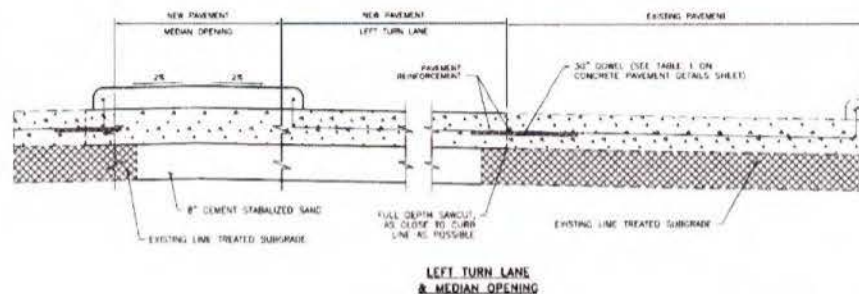 NEW PAVEMENT
MEDIAN OPENING
NEW PAVEMENT
LEFT TURN LANE
EXISTING PAVEMENT
2%
2%
PAVEMENT
REINFORCEMENT
30" DOWEL (SEE TABLE 1 ON
CONCRETE PAVEMENT DETAILS SHEET)
8" CEMENT STABALIZED SAND
EXISTING LIME TREATED SUBGRADE
FULL DEPTH SAWCUT,
AS CLOSE TO CURB
LINE AS POSSIBLE
EXISTING LIME TREATED SUBGRADE
LEFT TURN LANE
& MEDIAN OPENING